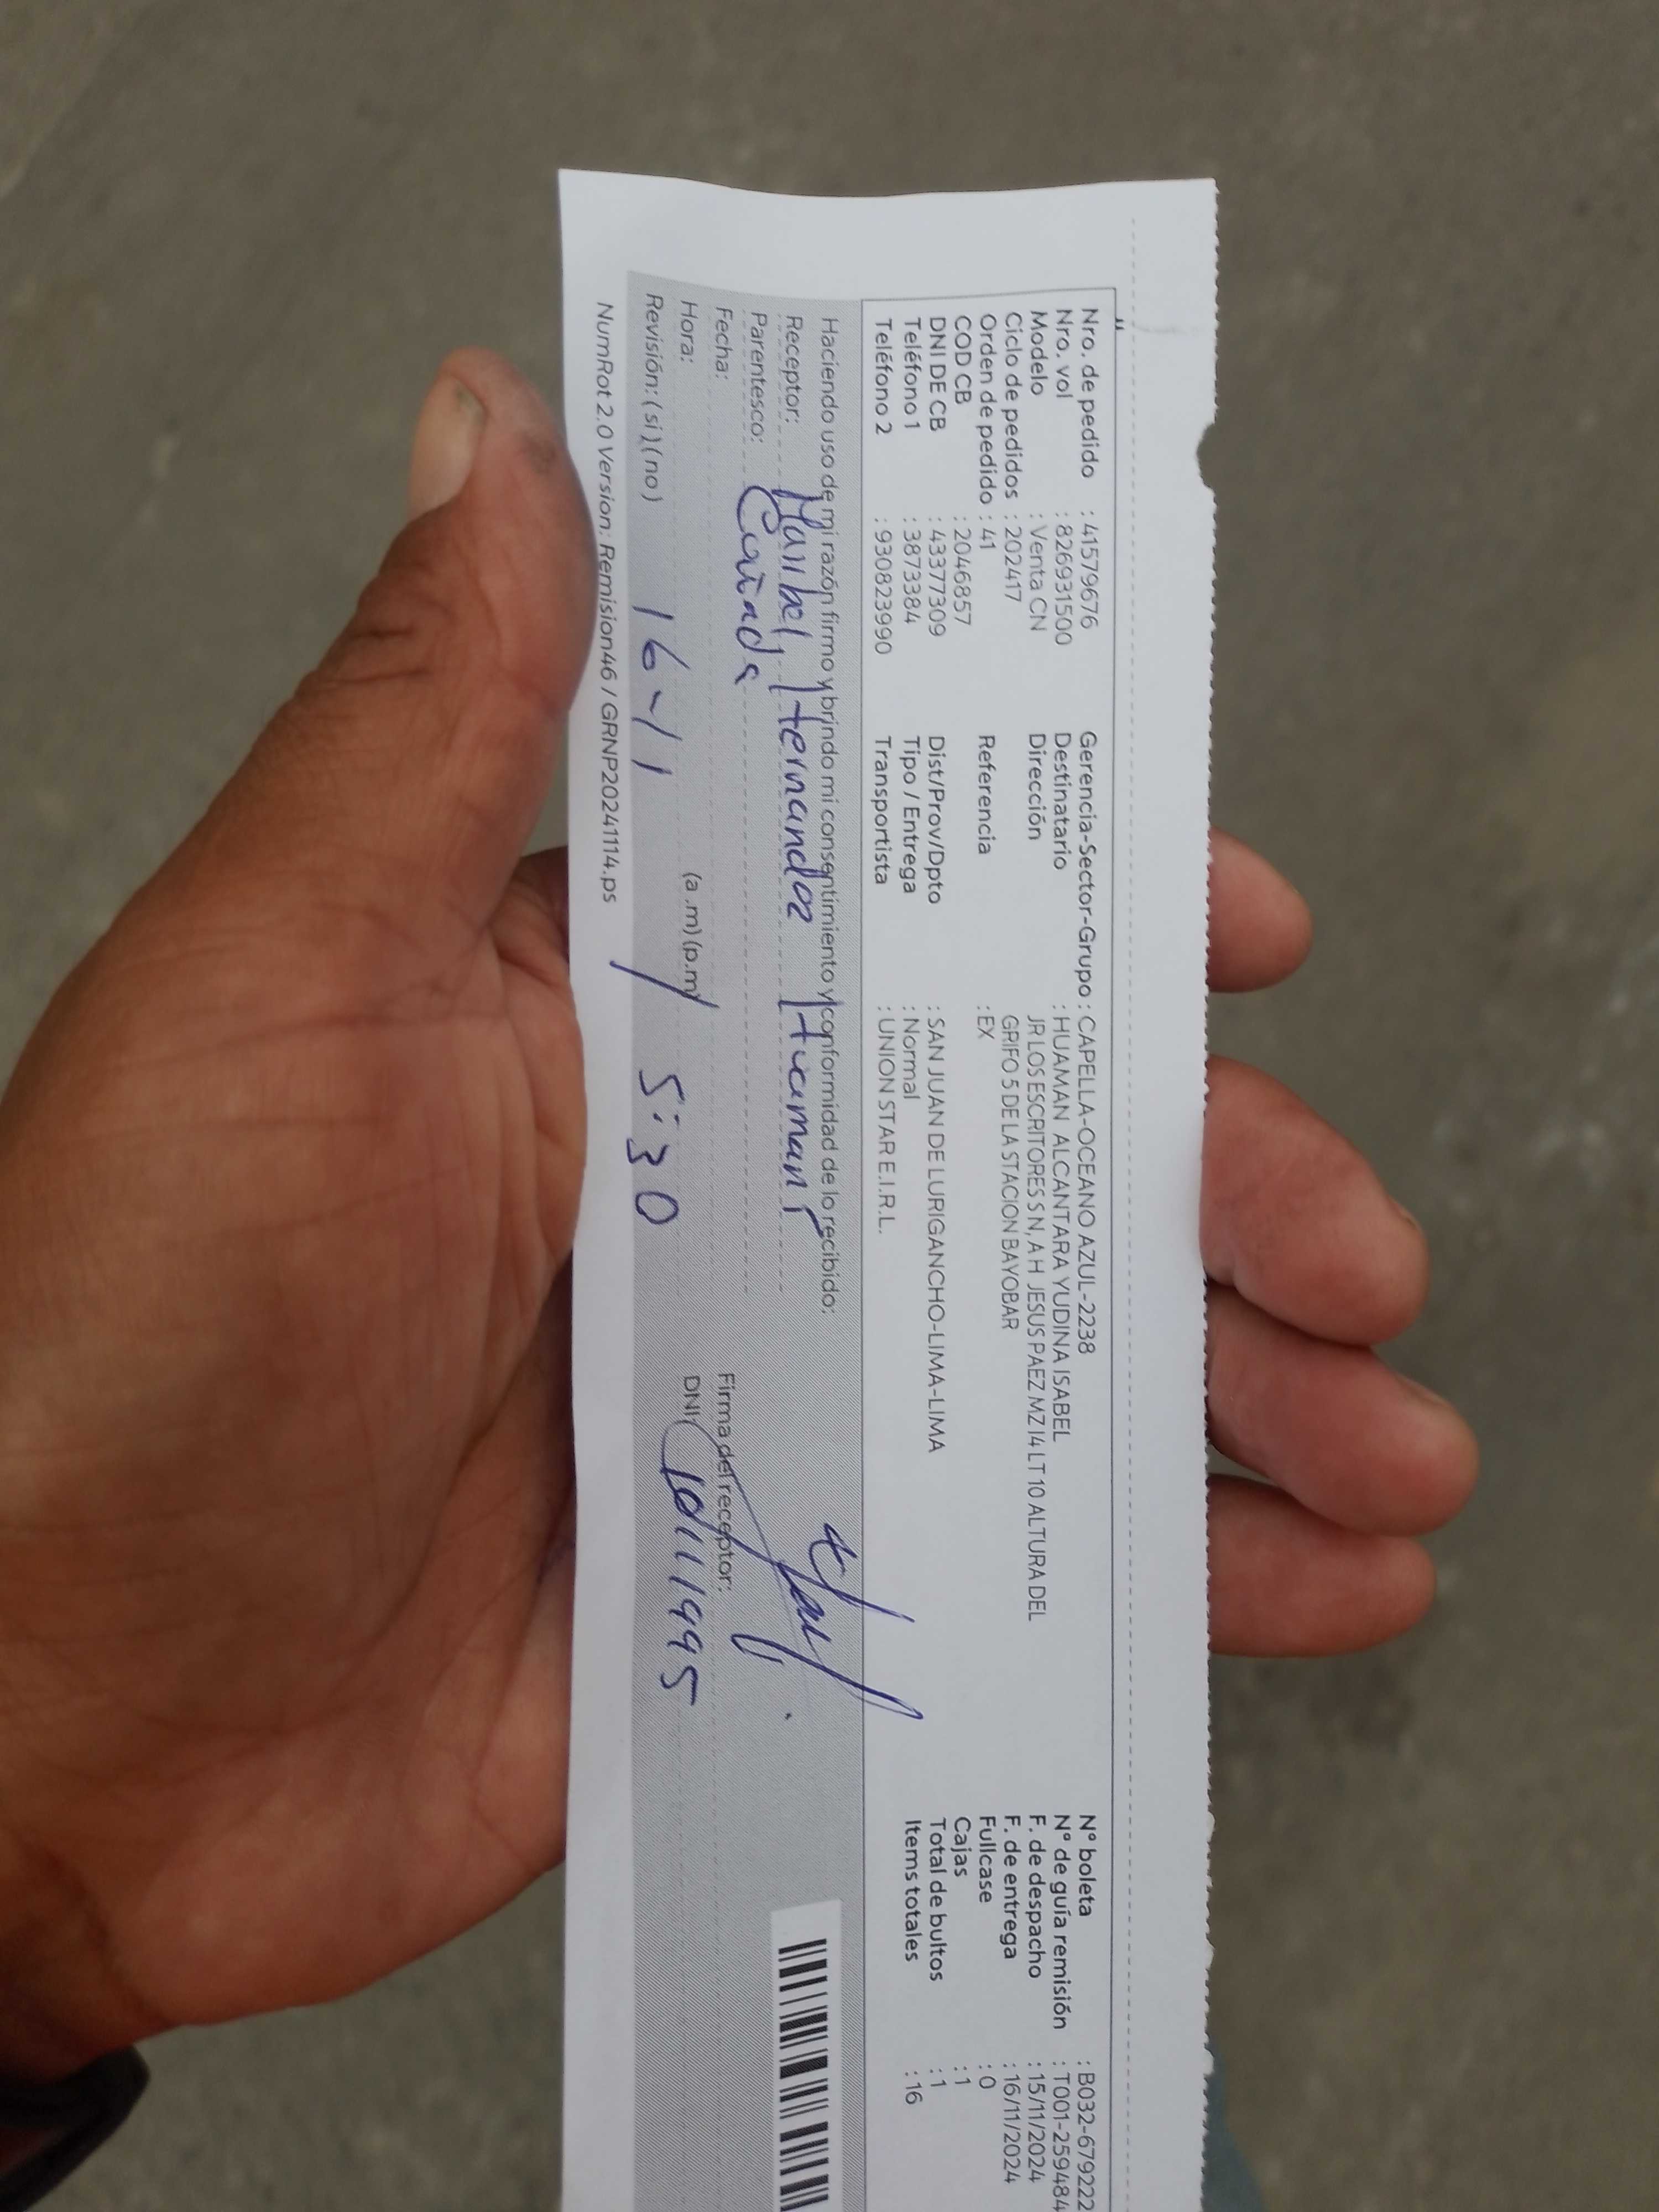 Nro. de pedido : 41579676
Nro. vol : 826931500
Modelo : Venta CN
Ciclo de pedidos : 202417
Orden de pedido : 41
COD CB : 2046857
DNI DE CB : 43377309
Teléfono 1 : 3873384
Teléfono 2 : 930823990
Gerencia-Sector-Grupo : CAPELLA-OCEANO AZUL-2238
Destinatario : HUAMAN ALCANTARA YUDINA ISABEL
Dirección JR LOS ESCRITORES S N, A H JESUS PAEZ MZ I4 LT 10 ALTURA DEL
GRIFO 5 DE LA STACION BAYOBAR
Referencia : EX
Dist/Prov/Dpto : SAN JUAN DE LURIGANCHO-LIMA-LIMA
Tipo / Entrega : Normal
Transportista : UNION STAR E.I.R.L.
N° boleta : B032-679222
N° de guía remisión : T001-259484
F. de despacho : 15/11/2024
F. de entrega : 16/11/2024
Fullcase : 0
Cajas : 1
Total de bultos : 1
Items totales : 16
Haciendo uso de mi razón firmo y brindo mi consentimiento y conformidad de lo recibido:
Receptor: Maribel Hernandez Huamani
Parentesco: Cuñada
Fecha:
Hora: (a.m) (p.m)
Revisión: (si) (no) 16-11 / 5:30
Firma del receptor:
DNI: 10111995
NumRot 2.0 Version: Remision46 / GRNP20241114.ps